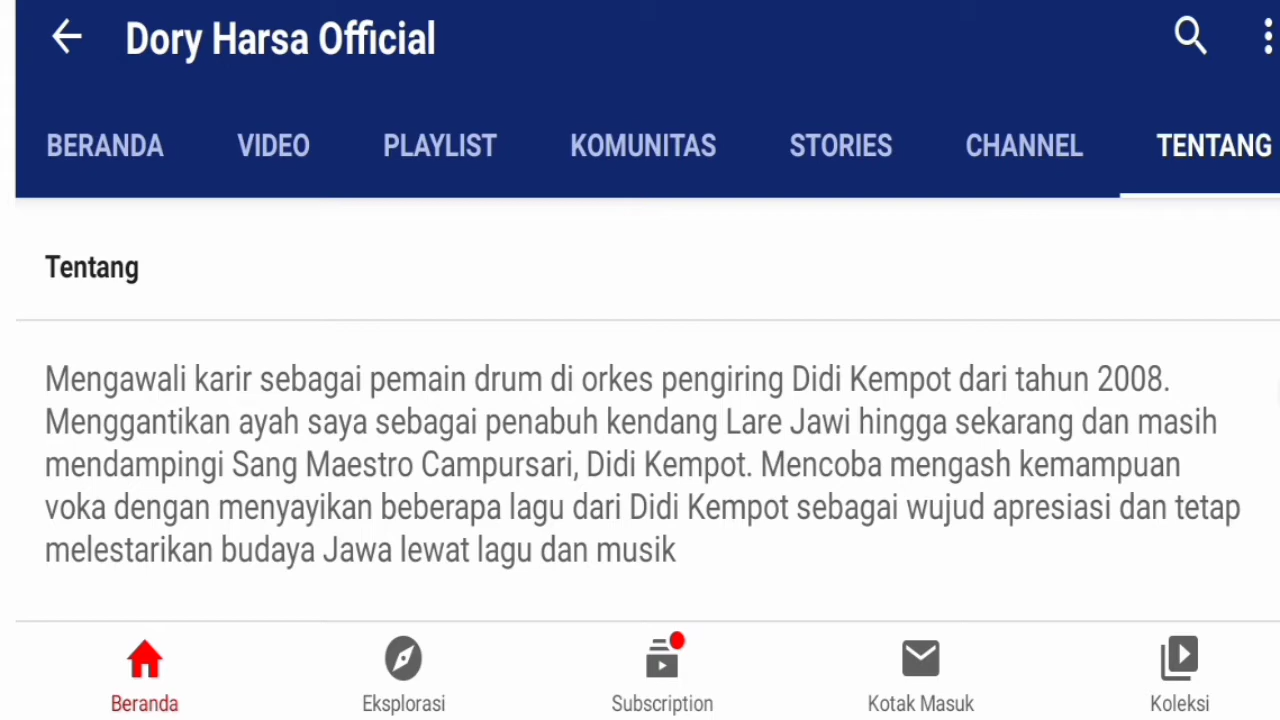 Dory Harsa Official
BERANDA VIDEO PLAYLIST KOMUNITAS STORIES CHANNEL TENTANG
Tentang
Mengawali karir sebagai pemain drum di orkes pengiring Didi Kempot dari tahun 2008.
Menggantikan ayah saya sebagai penabuh kendang Lare Jawi hingga sekarang dan masih
mendampingi Sang Maestro Campursari, Didi Kempot. Mencoba mengash kemampuan
voka dengan menyayikan beberapa lagu dari Didi Kempot sebagai wujud apresiasi dan tetap
melestarikan budaya Jawa lewat lagu dan musik
Beranda Eksplorasi Subscription Kotak Masuk Koleksi